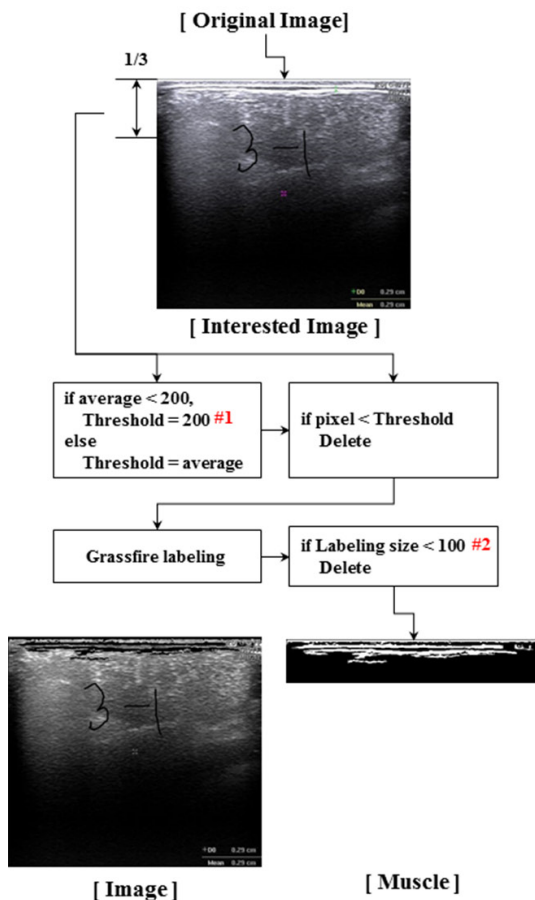 [ Original Image]
1/3
3-1
D0 0.29 cm
Mean 0.29 cm
[ Interested Image ]
if average < 200,
Threshold = 200 #1
else
Threshold = average
if pixel < Threshold
Delete
Grassfire labeling
if Labeling size < 100 #2
Delete
3-1
D0 0.29 cm
Mean 0.29 cm
[ Image ]
[ Muscle ]